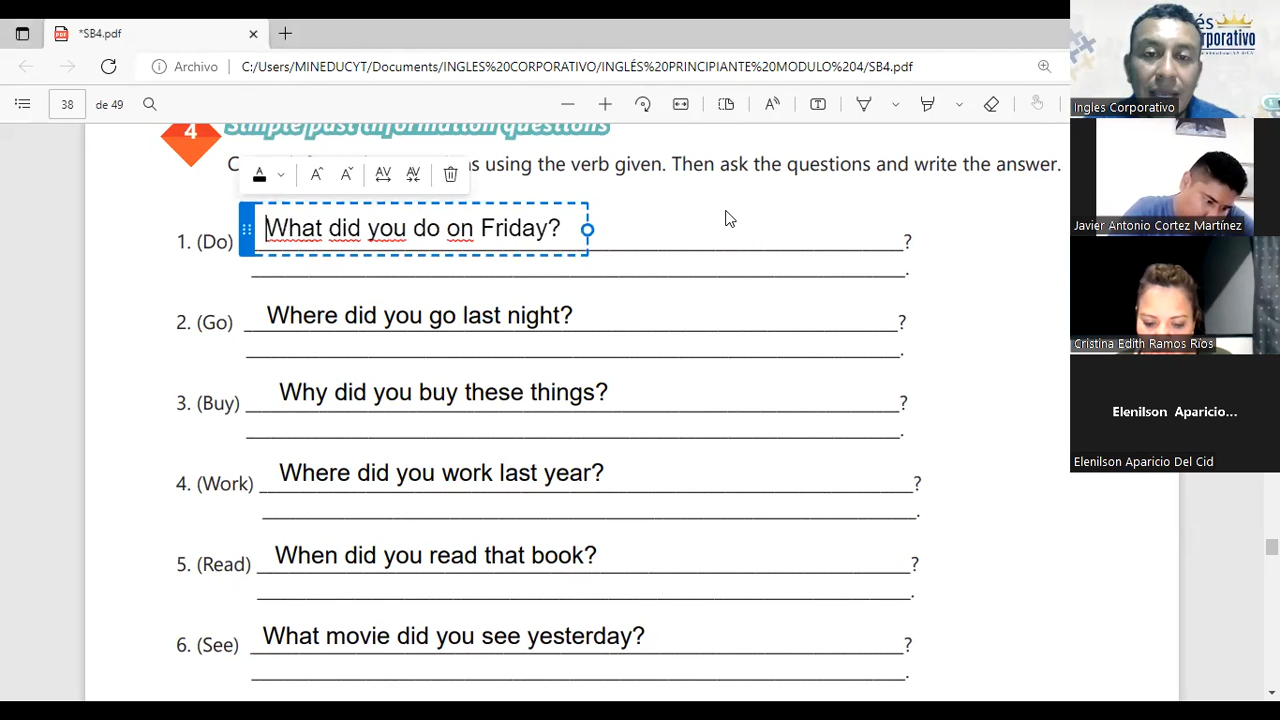 *SB4.pdf
Archivo
C:/Users/MINEDUCYT/Documents/INGLES%20CORPORATIVO/INGLÉS%20PRINCIPIANTE%20MODULO%204/SB4.pdf
38 de 49
4 Simple past information questions
using the verb given. Then ask the questions and write the answer.
1. (Do) What did you do on Friday? ?
2. (Go) Where did you go last night? ?
3. (Buy) Why did you buy these things? ?
4. (Work) Where did you work last year? ?
5. (Read) When did you read that book? ?
6. (See) What movie did you see yesterday? ?
Ingles Corporativo
Javier Antonio Cortez Martínez
Cristina Edith Ramos Rios
Elenilson Aparicio...
Elenilson Aparicio Del Cid